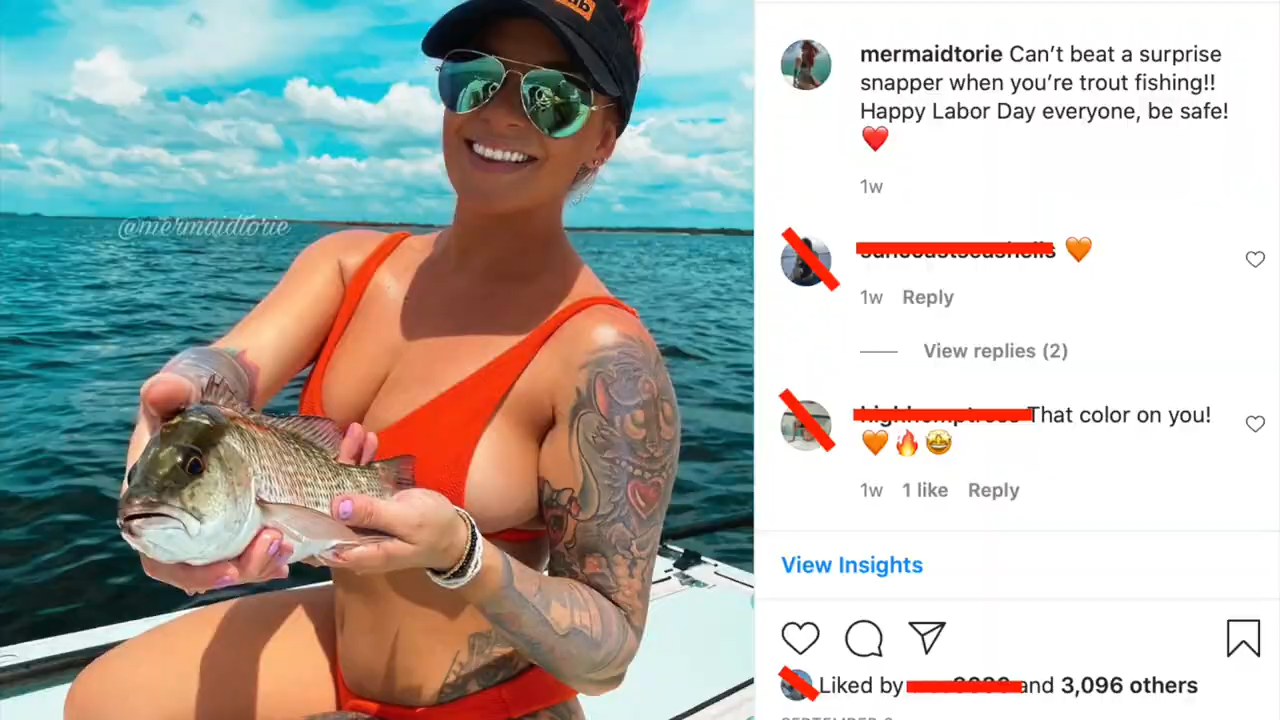 @mermaidtorie
mermaidtorie Can't beat a surprise
snapper when you're trout fishing!!
Happy Labor Day everyone, be safe!
❤️
1w
🧡
1w Reply
View replies (2)
That color on you!
🧡🔥🤩
1w 1 like Reply
View Insights
Liked by and 3,096 others